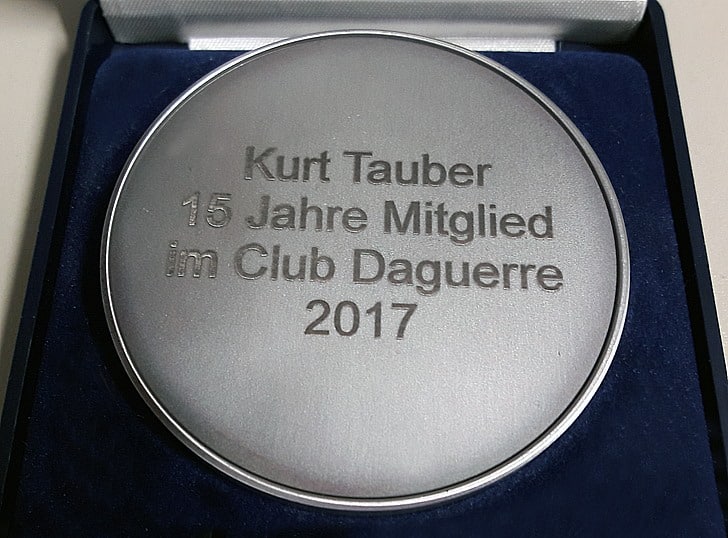 Kurt Tauber
15 Jahre Mitglied
im Club Daguerre
2017